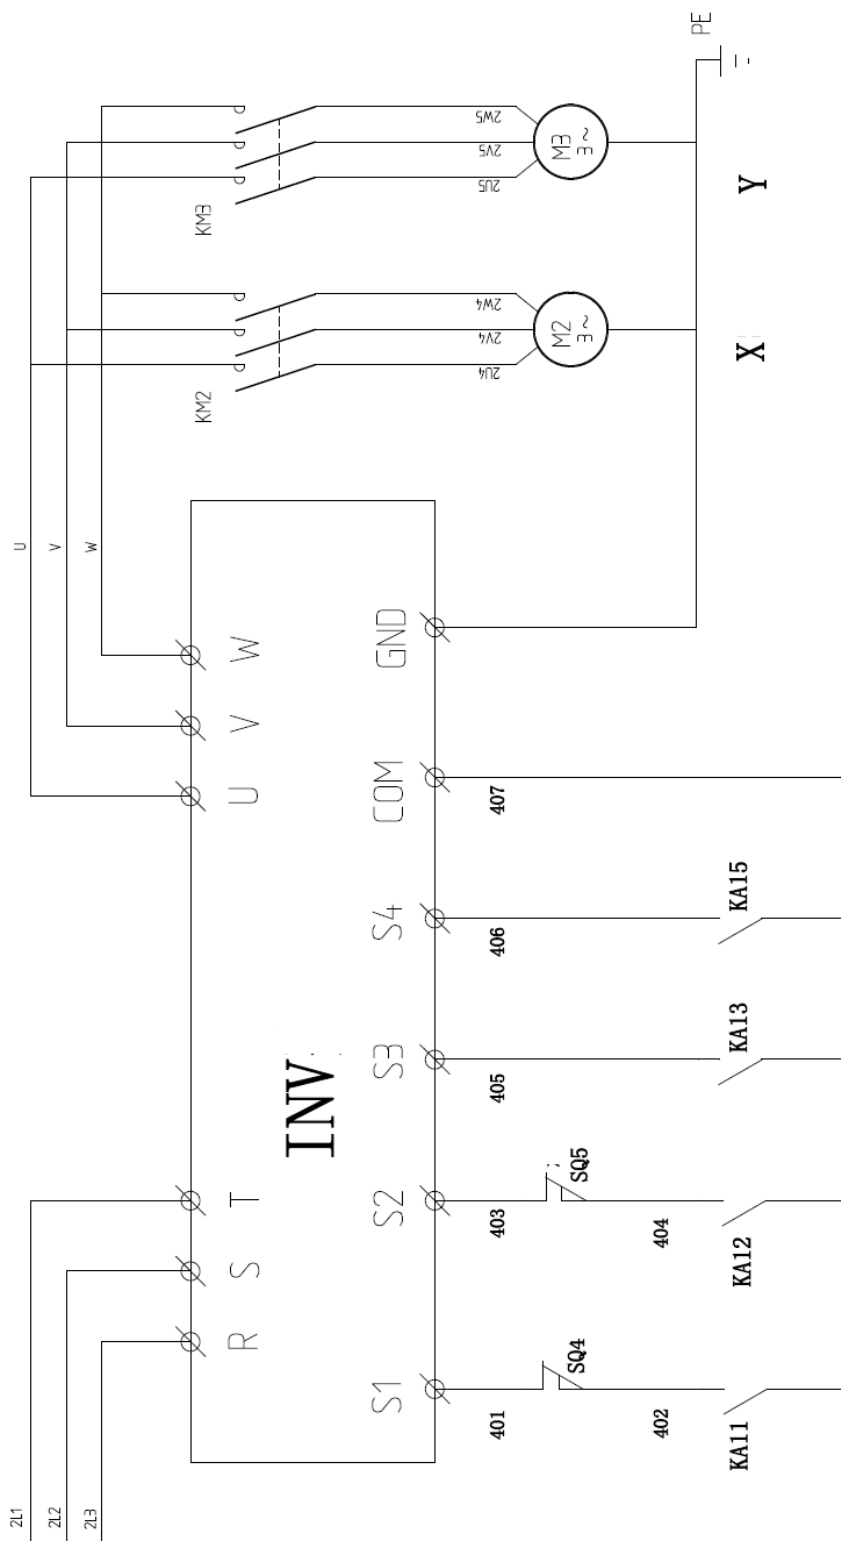 2L1
U
2L2
V
2L3
W
KM2
KM3
R
S
T
U
V
W
INV
S1
S2
S3
S4
COM
GND
401
403
405
406
407
2U4
2V4
2W4
2U5
2V5
2W5
M2
3~
M3
3~
SQ4
SQ5
402
404
PE
KA11
KA12
KA13
KA15
X
Y